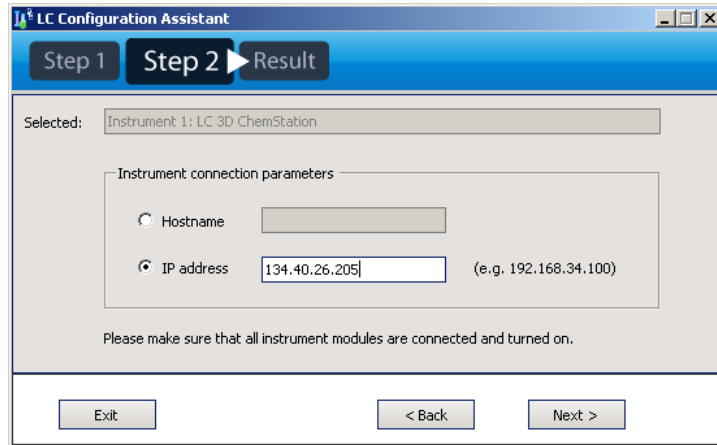 LC Configuration Assistant
Step 1 Step 2 Result
Selected: Instrument 1: LC 3D ChemStation
Instrument connection parameters
Hostname
IP address 134.40.26.205 (e.g. 192.168.34.100)
Please make sure that all instrument modules are connected and turned on.
Exit < Back Next >